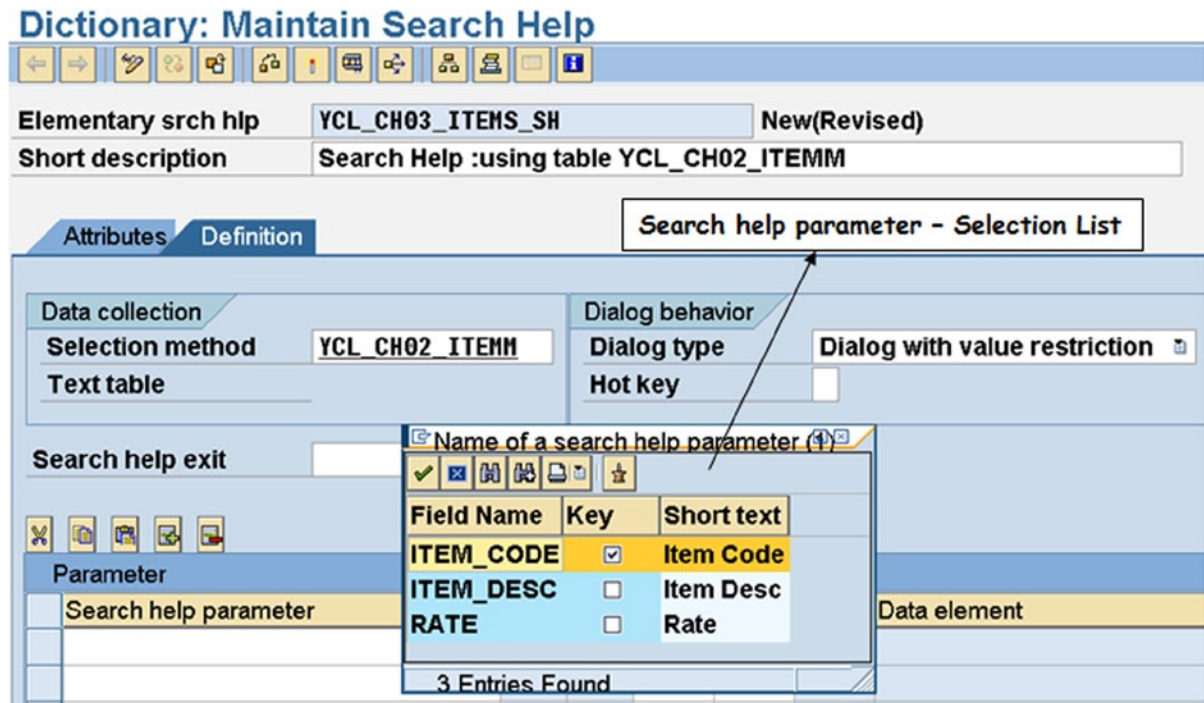 Dictionary: Maintain Search Help
Elementary srch hlp YCL_CH03_ITEMS_SH New(Revised)
Short description Search Help :using table YCL_CH02_ITEMM
Search help parameter – Selection List
Attributes Definition
Data collection Dialog behavior
Selection method YCL_CH02_ITEMM Dialog type Dialog with value restriction
Text table Hot key
Name of a search help parameter (1)
Search help exit
Field Name Key Short text
ITEM_CODE Item Code
ITEM_DESC Item Desc
RATE Rate
3 Entries Found
Parameter
Search help parameter Data element